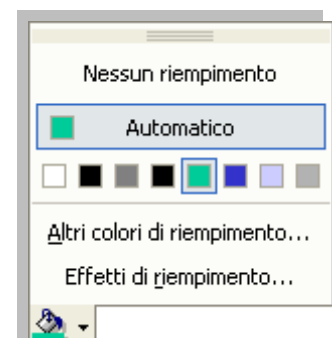 Nessun riempimento
Automatico
Altri colori di riempimento...
Effetti di riempimento...